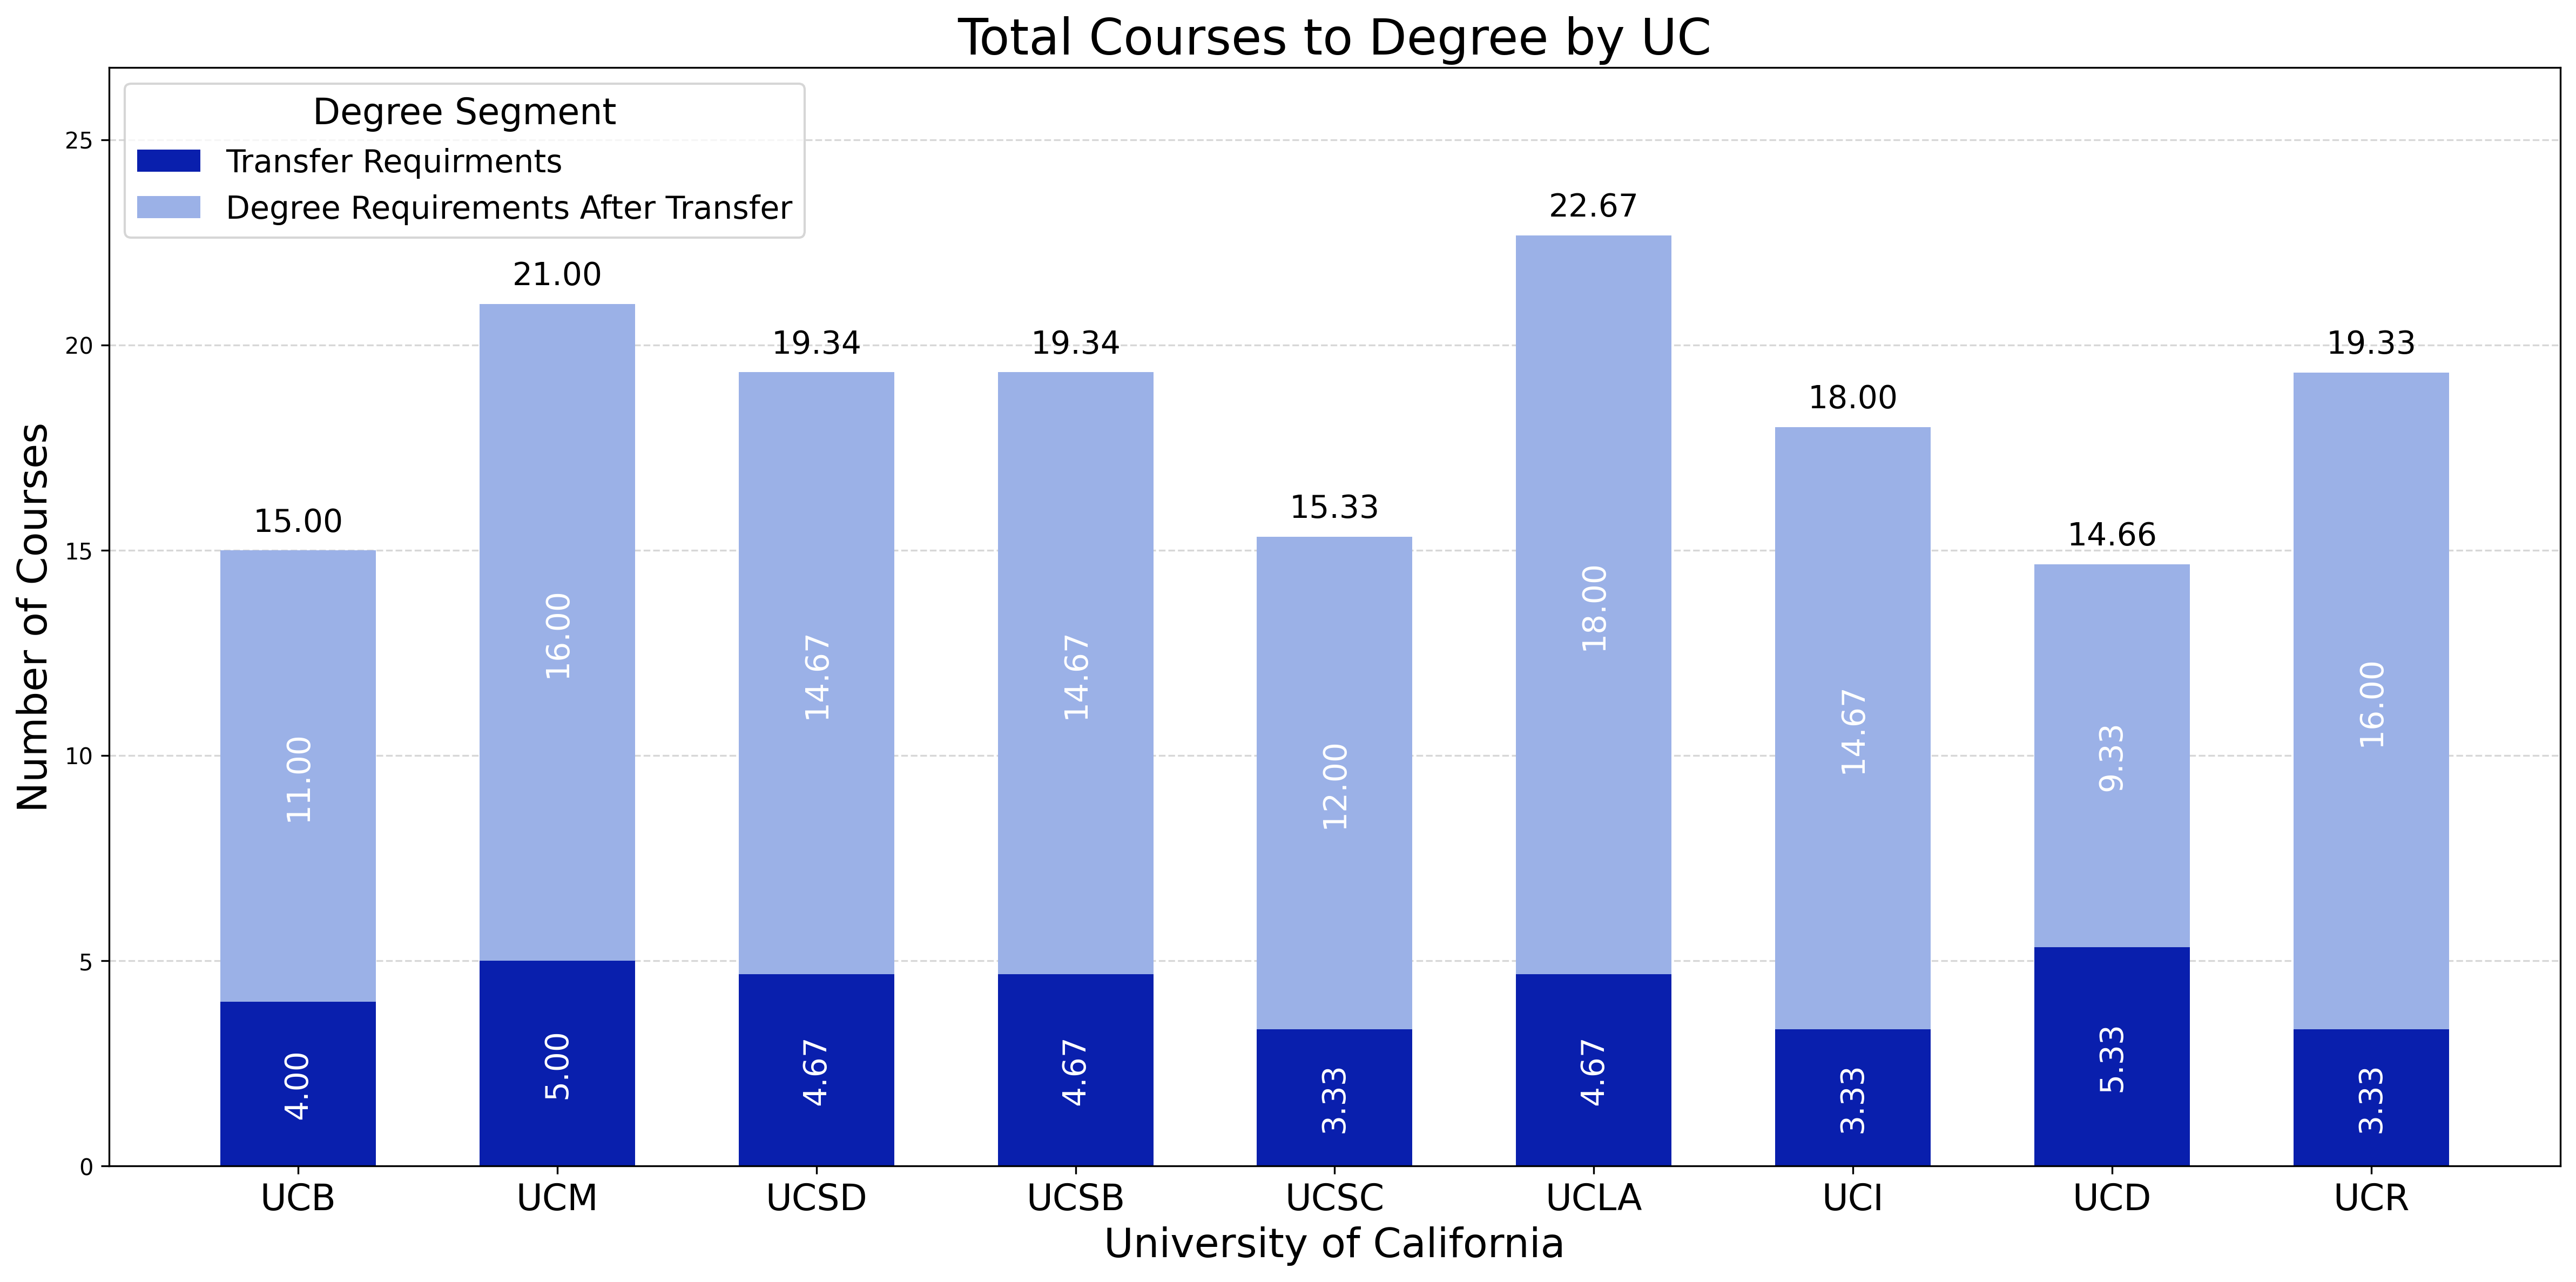 Total Courses to Degree by UC
Degree Segment
Transfer Requirments
Degree Requirements After Transfer
Number of Courses
25
20
15
10
5
0
15.00
21.00
19.34
19.34
15.33
22.67
18.00
14.66
19.33
11.00
16.00
14.67
14.67
12.00
18.00
14.67
9.33
16.00
4.00
5.00
4.67
4.67
3.33
4.67
3.33
5.33
3.33
UCB
UCM
UCSD
UCSB
UCSC
UCLA
UCI
UCD
UCR
University of California